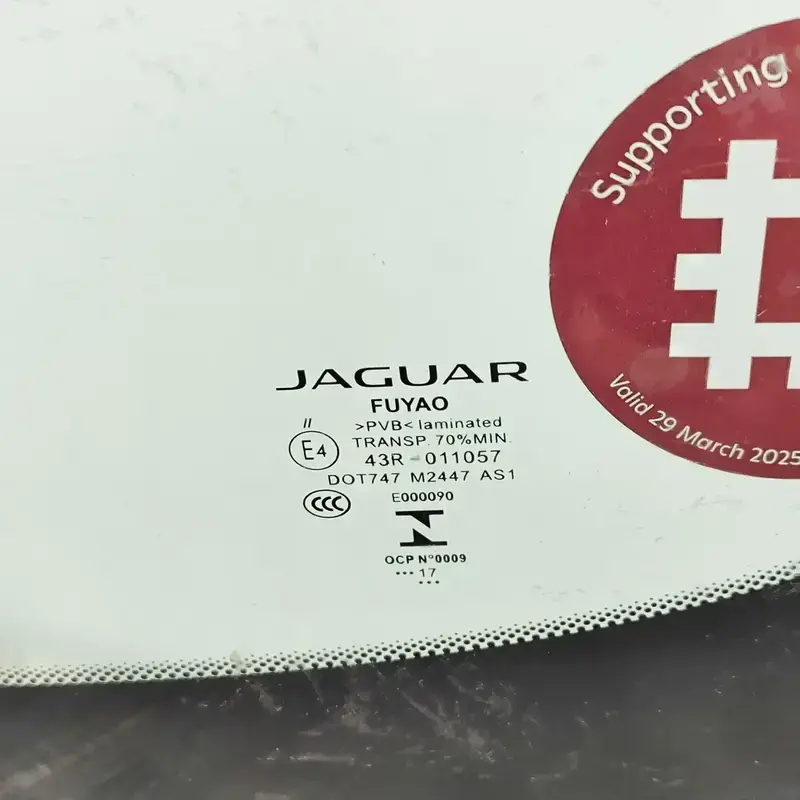 Supporting
Valid 29 March 2025
JAGUAR
FUYAO
II
>PVB< laminated
E4
TRANSP. 70%MIN.
43R-011057
DOT747 M2447 AS1
CCC
E000090
OCP N°0009
••• 17
•••